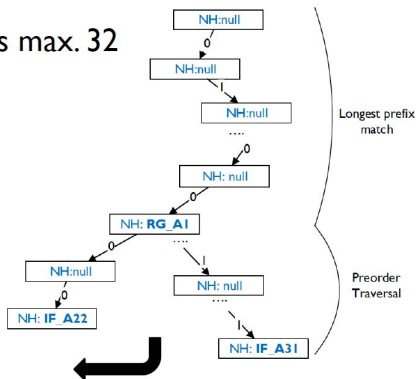 s max. 32
NH:null
0
NH:null
1
NH:null
....
0
NH: null
0
NH: RG_A1
....
0
1
NH:null
NH: null
0
....
1
NH: IF_A22
NH: IF_A31
Longest prefix
match
Preorder
Traversal